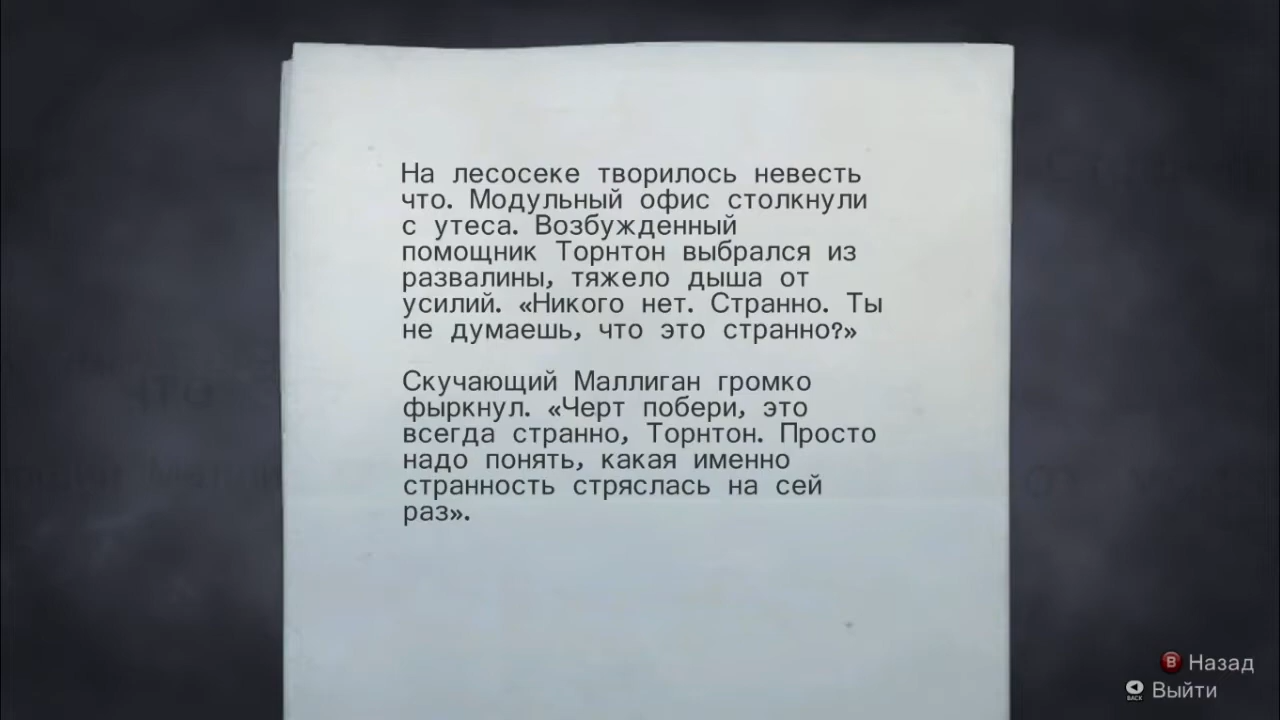 На лесосеке творилось невесть
что. Модульный офис столкнули
с утеса. Возбужденный
помощник Торнтон выбрался из
развалины, тяжело дыша от
усилий. «Никого нет. Странно. Ты
не думаешь, что это странно?»
Скучающий Маллиган громко
фыркнул. «Черт побери, это
всегда странно, Торнтон. Просто
надо понять, какая именно
странность стряслась на сей
раз».
B Назад
BACK Выйти